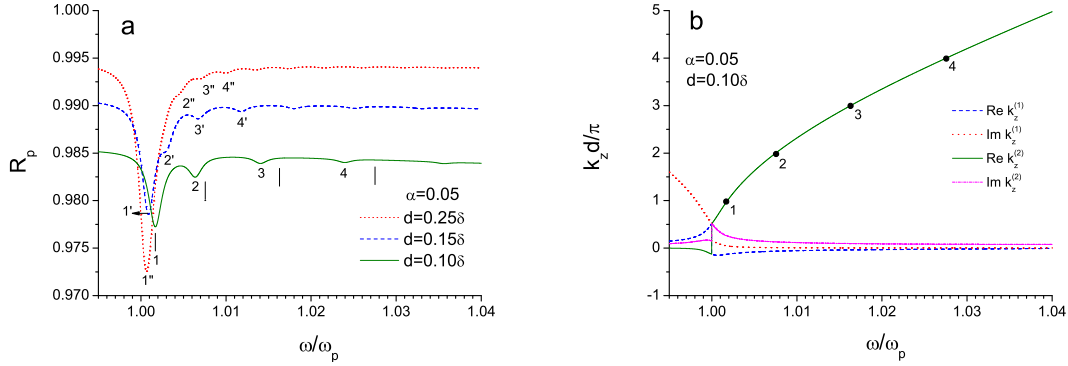 a
R_p
1.000
0.995
0.990
0.985
0.980
0.975
0.970
1.00
1.01
1.02
1.03
1.04
ω/ω_p
1'
1"
1
2'
2"
3"
4"
3'
4'
2
3
4
α=0.05
d=0.25δ
d=0.15δ
d=0.10δ
b
k_z d/π
5
4
3
2
1
0
-1
1.00
1.01
1.02
1.03
1.04
ω/ω_p
α=0.05
d=0.10δ
1
2
3
4
Re k_z^(1)
Im k_z^(1)
Re k_z^(2)
Im k_z^(2)